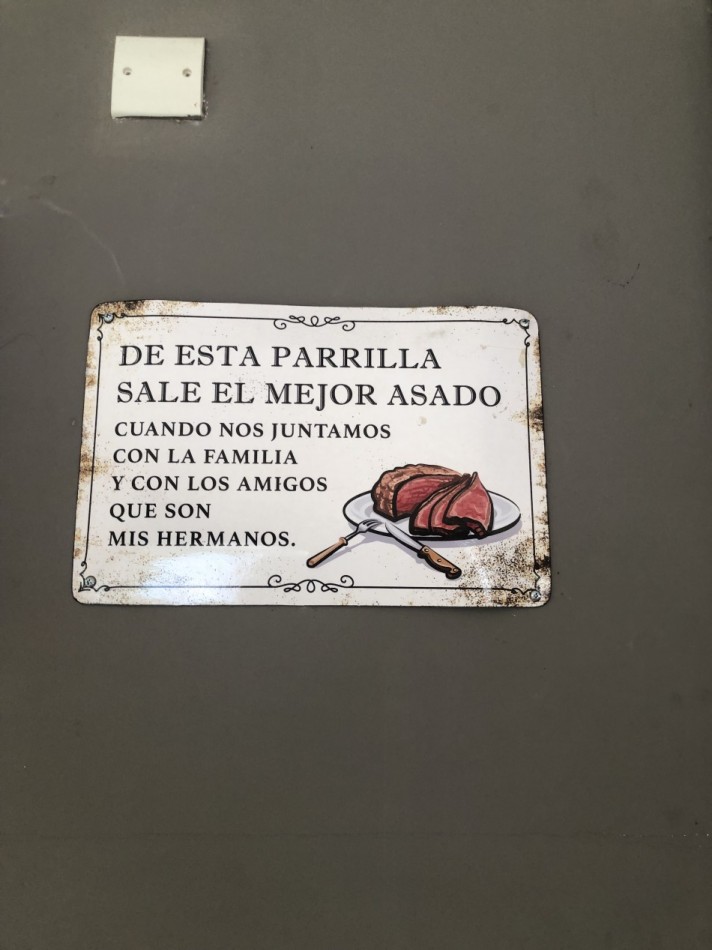 DE ESTA PARRILLA
SALE EL MEJOR ASADO
CUANDO NOS JUNTAMOS
CON LA FAMILIA
Y CON LOS AMIGOS
QUE SON
MIS HERMANOS.